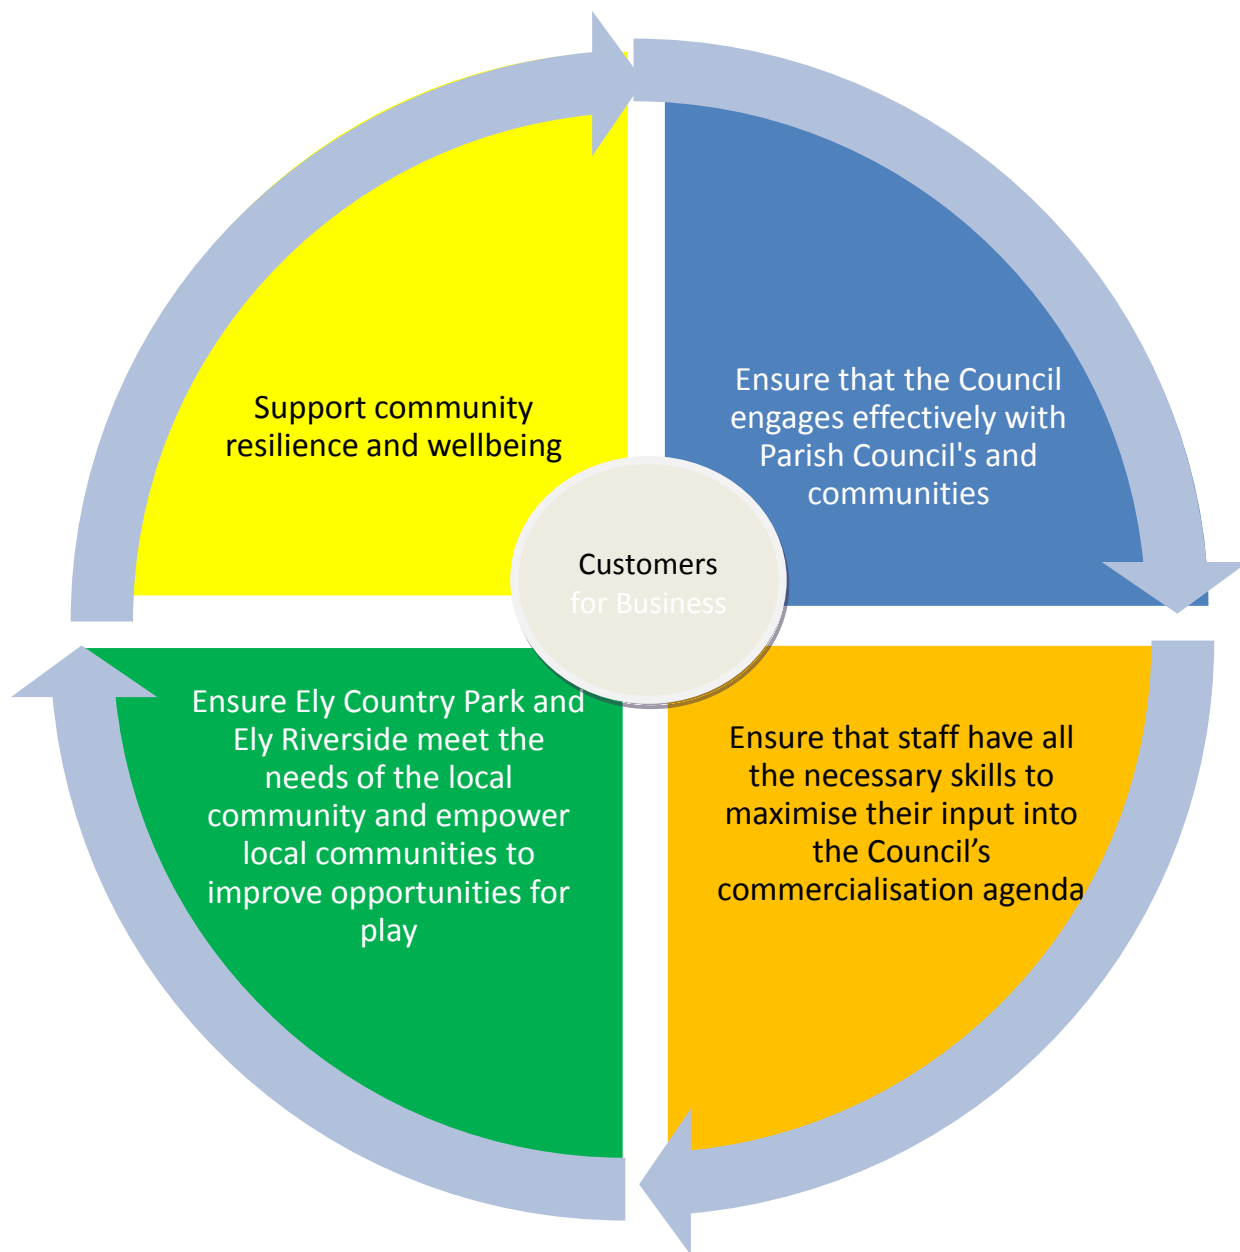 Support community
resilience and wellbeing
Ensure that the Council
engages effectively with
Parish Council's and
communities
Customers
for Business
Ensure Ely Country Park and
Ely Riverside meet the
needs of the local
community and empower
local communities to
improve opportunities for
play
Ensure that staff have all
the necessary skills to
maximise their input into
the Council’s
commercialisation agenda